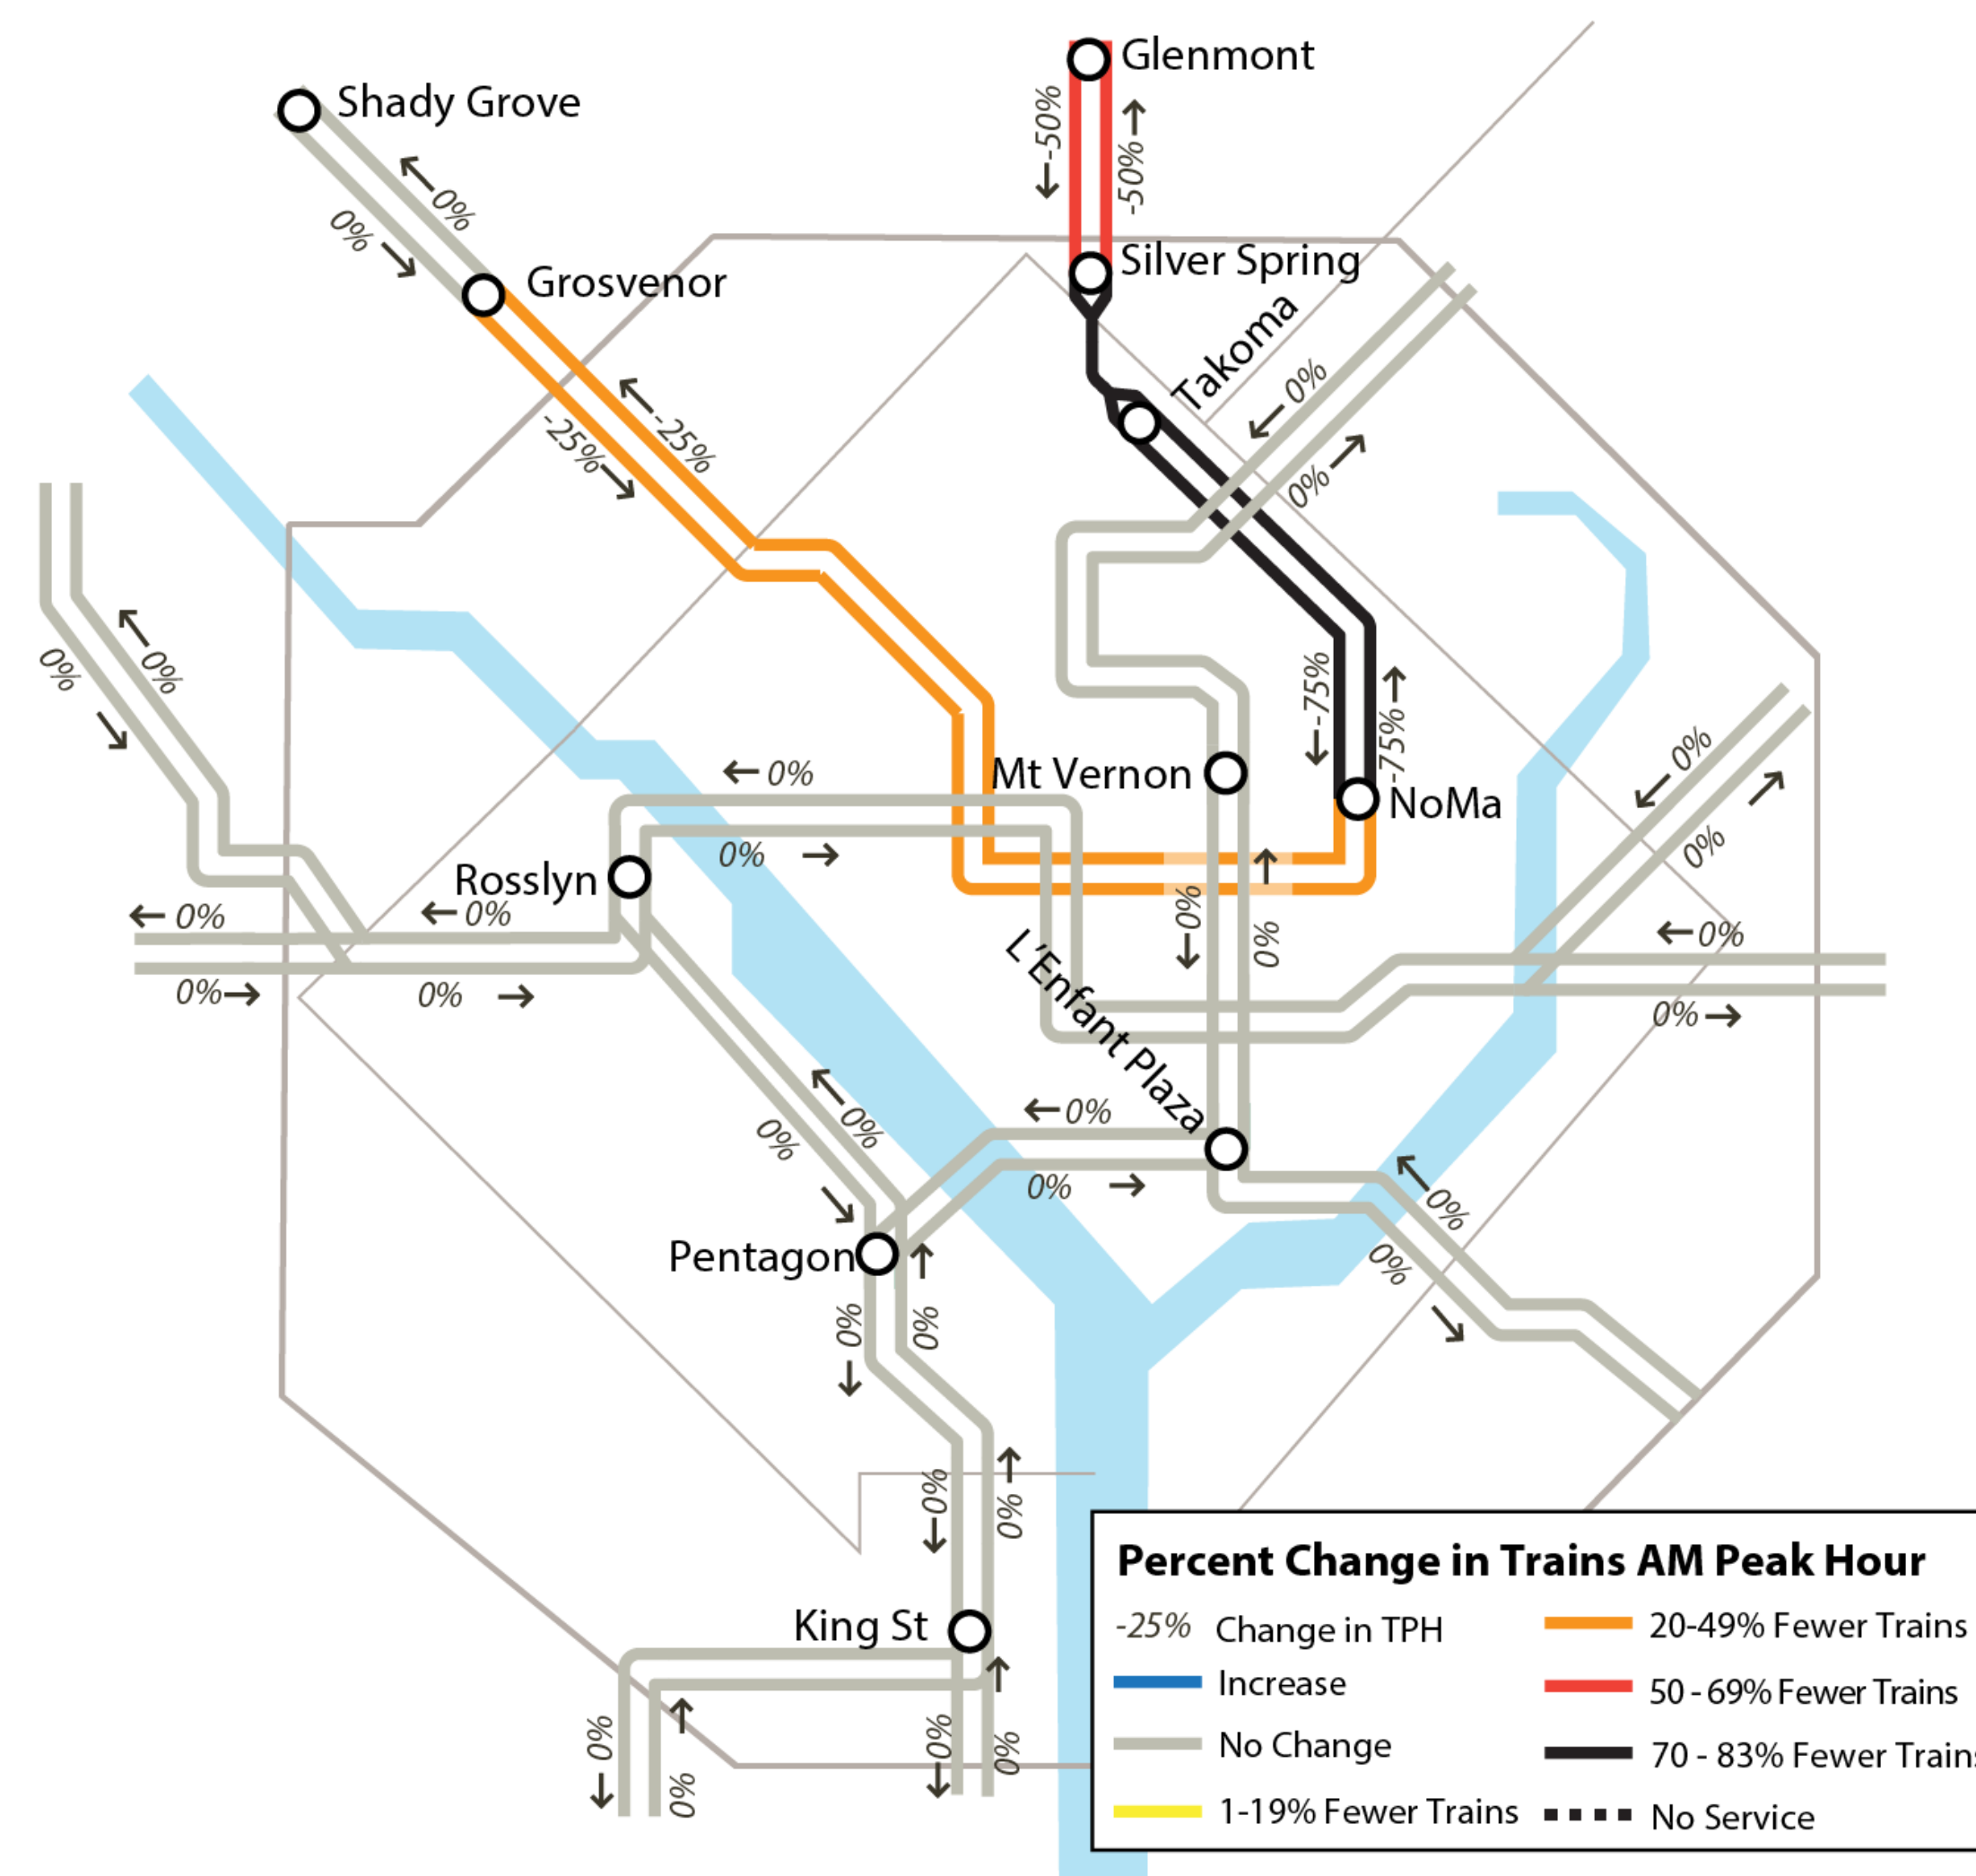 Glenmont
Shady Grove
←-50%
-50%→
←0%
0%→
Silver Spring
Grosvenor
Takoma
←-25%
-25%→
←0%
0%→
←0%
0%→
←-75%
-75%→
Mt Vernon
NoMa
←0%
0%→
←0%
0%→
Rosslyn
←0%
←0%
0%→
0%→
←0%
0%→
←0%
0%→
L'Enfant Plaza
←0%
0%→
←0%
0%→
←0%
0%→
Pentagon
←0%
0%→
←0%
0%→
King St
←0%
0%→
←0%
0%→
Percent Change in Trains AM Peak Hour
-25% Change in TPH
Increase
No Change
1-19% Fewer Trains
20-49% Fewer Trains
50 - 69% Fewer Trains
70 - 83% Fewer Trains
No Service